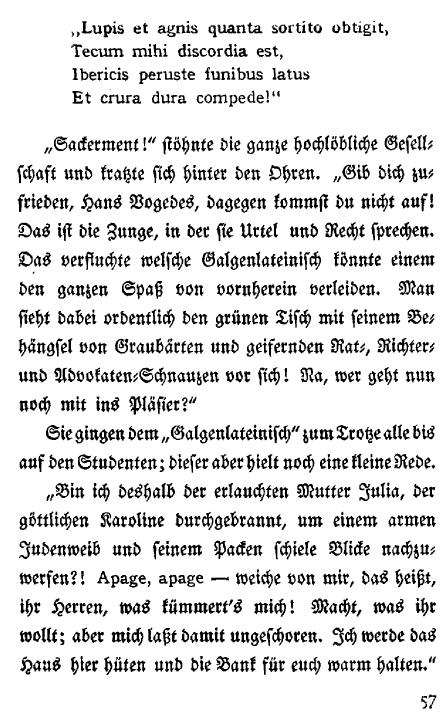 „Lupis et agnis quanta sortito obtigit,
Tecum mihi discordia est,
Ibericis peruste funibus latus
Et crura dura compede!“
„Sackerment!“ stöhnte die ganze hochlöbliche Gesell-
schaft und kratzte sich hinter den Ohren. „Gib dich zu-
frieden, Hans Vogedes, dagegen kommst du nicht auf!
Das ist die Zunge, in der sie Urtel und Recht sprechen.
Das verfluchte welsche Galgenlateinisch könnte einem
den ganzen Spaß von vornherein verleiden. Man
sieht dabei ordentlich den grünen Tisch mit seinem Be-
hängsel von Graubärten und geifernden Rat-, Richter-
und Advokaten-Schnauzen vor sich! Na, wer geht nun
noch mit ins Pläsier?“
Sie gingen dem „Galgenlateinisch“ zum Trotze alle bis
auf den Studenten; dieser aber hielt noch eine kleine Rede.
„Bin ich deshalb der erlauchten Mutter Julia, der
göttlichen Karoline durchgebrannt, um einem armen
Judenweib und seinem Packen schiele Blicke nachzu-
werfen?! Apage, apage — weiche von mir, das heißt,
ihr Herren, was kümmert's mich! Macht, was ihr
wollt; aber mich laßt damit ungeschoren. Ich werde das
Haus hier hüten und die Bank für euch warm halten.“
57